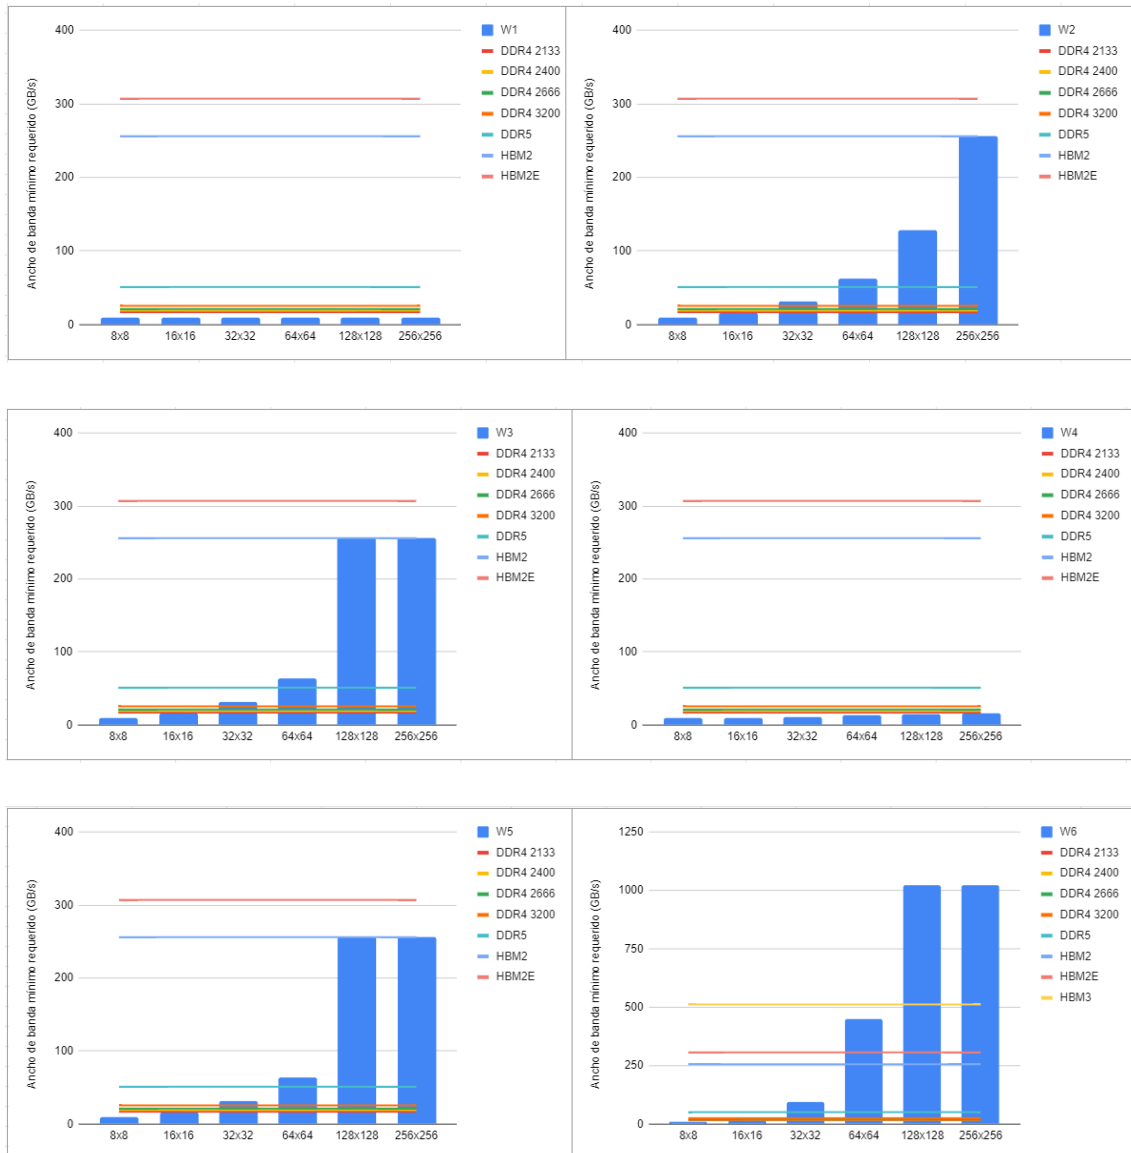 Ancho de banda mínimo requerido (GB/s)
400
300
200
100
0
8x8 16x16 32x32 64x64 128x128 256x256
W1
DDR4 2133
DDR4 2400
DDR4 2666
DDR4 3200
DDR5
HBM2
HBM2E
Ancho de banda mínimo requerido (GB/s)
400
300
200
100
0
8x8 16x16 32x32 64x64 128x128 256x256
W2
DDR4 2133
DDR4 2400
DDR4 2666
DDR4 3200
DDR5
HBM2
HBM2E
Ancho de banda mínimo requerido (GB/s)
400
300
200
100
0
8x8 16x16 32x32 64x64 128x128 256x256
W3
DDR4 2133
DDR4 2400
DDR4 2666
DDR4 3200
DDR5
HBM2
HBM2E
Ancho de banda mínimo requerido (GB/s)
400
300
200
100
0
8x8 16x16 32x32 64x64 128x128 256x256
W4
DDR4 2133
DDR4 2400
DDR4 2666
DDR4 3200
DDR5
HBM2
HBM2E
Ancho de banda mínimo requerido (GB/s)
400
300
200
100
0
8x8 16x16 32x32 64x64 128x128 256x256
W5
DDR4 2133
DDR4 2400
DDR4 2666
DDR4 3200
DDR5
HBM2
HBM2E
Ancho de banda mínimo requerido (GB/s)
1250
1000
750
500
250
0
8x8 16x16 32x32 64x64 128x128 256x256
W6
DDR4 2133
DDR4 2400
DDR4 2666
DDR4 3200
DDR5
HBM2
HBM2E
HBM3